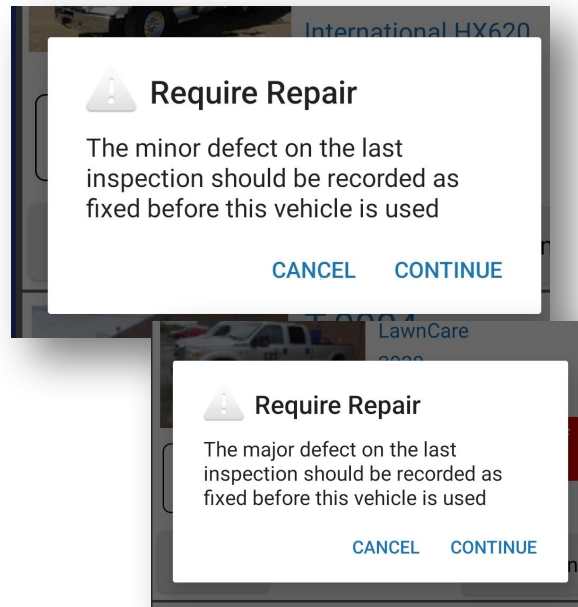 International HX620
Require Repair
The minor defect on the last
inspection should be recorded as
fixed before this vehicle is used
CANCEL CONTINUE
LawnCare
Require Repair
The major defect on the last
inspection should be recorded as
fixed before this vehicle is used
CANCEL CONTINUE